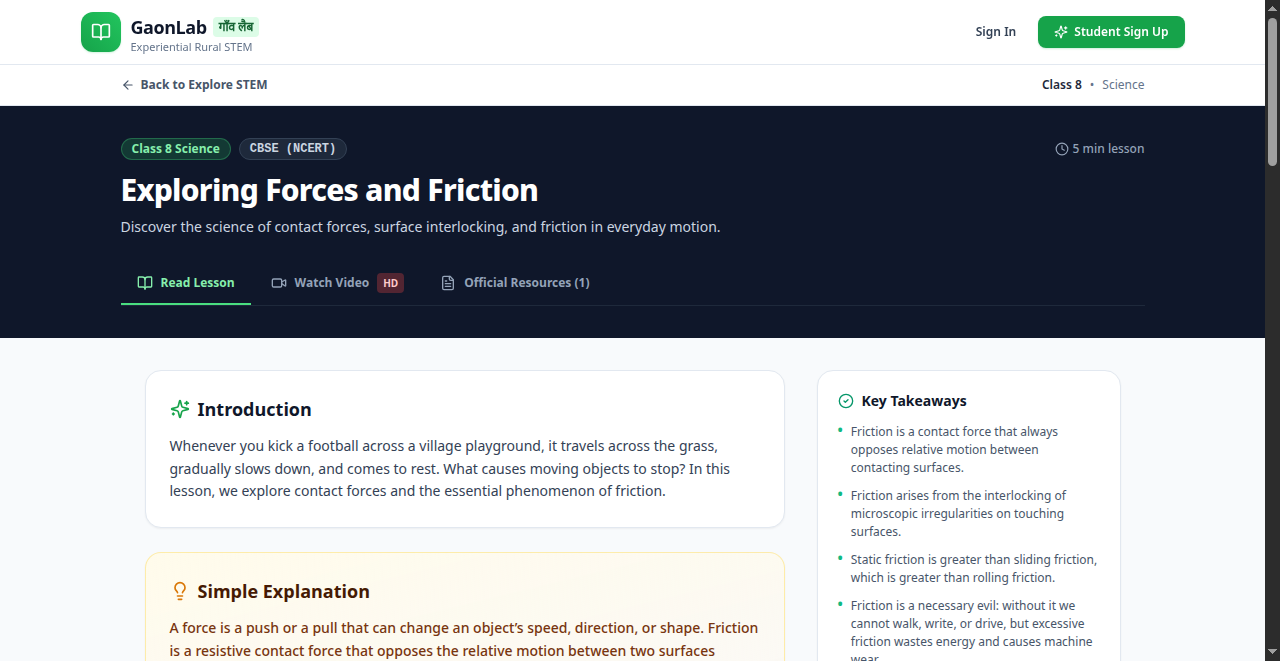 GaonLab गाँव लैब
Experiential Rural STEM
Sign In
Student Sign Up
Back to Explore STEM
Class 8 • Science
Class 8 Science
CBSE (NCERT)
5 min lesson
Exploring Forces and Friction
Discover the science of contact forces, surface interlocking, and friction in everyday motion.
Read Lesson
Watch Video HD
Official Resources (1)
Introduction
Whenever you kick a football across a village playground, it travels across the grass,
gradually slows down, and comes to rest. What causes moving objects to stop? In this
lesson, we explore contact forces and the essential phenomenon of friction.
Simple Explanation
A force is a push or a pull that can change an object’s speed, direction, or shape. Friction
is a resistive contact force that opposes the relative motion between two surfaces
Key Takeaways
• Friction is a contact force that always
opposes relative motion between
contacting surfaces.
• Friction arises from the interlocking of
microscopic irregularities on touching
surfaces.
• Static friction is greater than sliding friction,
which is greater than rolling friction.
• Friction is a necessary evil: without it we
cannot walk, write, or drive, but excessive
friction wastes energy and causes machine
wear.